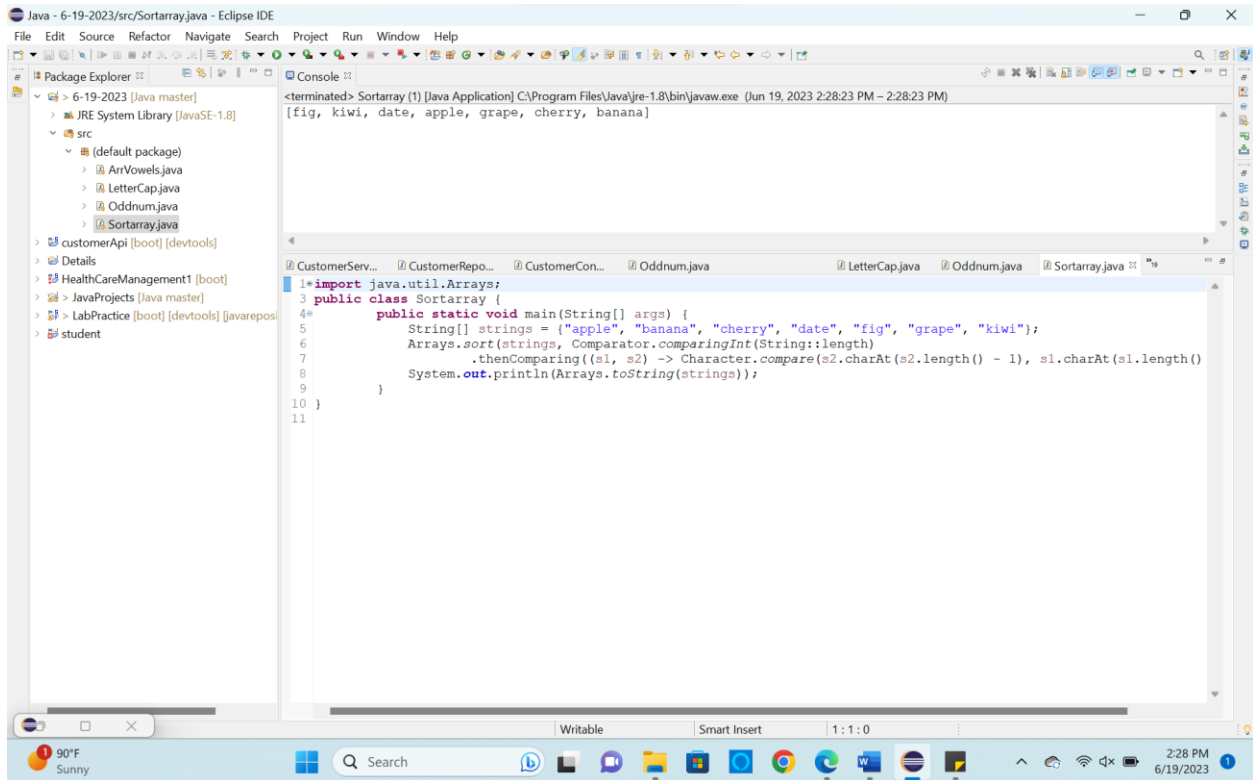 Java - 6-19-2023/src/Sortarray.java - Eclipse IDE
File Edit Source Refactor Navigate Search Project Run Window Help
Package Explorer
> 6-19-2023 [Java master]
JRE System Library [JavaSE-1.8]
src
(default package)
ArrVowels.java
LetterCap.java
Oddnum.java
Sortarray.java
customerApi [boot] [devtools]
Details
HealthCareManagement1 [boot]
> JavaProjects [Java master]
> LabPractice [boot] [devtools] [javareposi
student
Console
<terminated> Sortarray (1) [Java Application] C:\Program Files\Java\jre-1.8\bin\javaw.exe (Jun 19, 2023 2:28:23 PM – 2:28:23 PM)
[fig, kiwi, date, apple, grape, cherry, banana]
CustomerServ... CustomerRepo... CustomerCon... Oddnum.java LetterCap.java Oddnum.java Sortarray.java
1 import java.util.Arrays;
3 public class Sortarray {
4 public static void main(String[] args) {
5 String[] strings = {"apple", "banana", "cherry", "date", "fig", "grape", "kiwi"};
6 Arrays.sort(strings, Comparator.comparingInt(String::length)
7 .thenComparing((s1, s2) -> Character.compare(s2.charAt(s2.length() - 1), s1.charAt(s1.length()
8 System.out.println(Arrays.toString(strings));
9 }
10 }
11
Writable Smart Insert 1:1:0
1 90°F
Sunny
Search
2:28 PM
6/19/2023
1